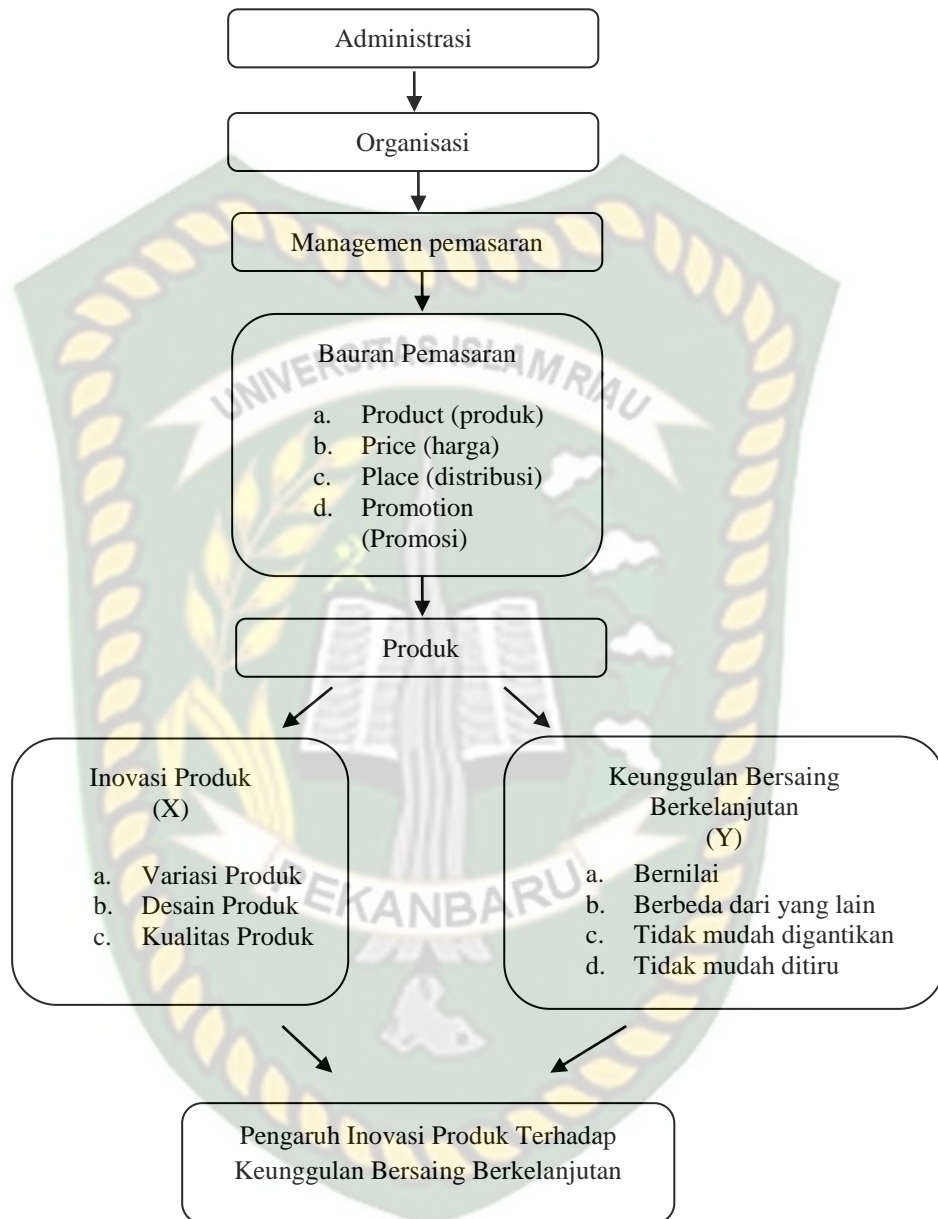 Administrasi
Organisasi
Managemen pemasaran
Bauran Pemasaran
UNIVERSITAS ISLAM RIAU
a. Product (produk)
b. Price (harga)
c. Place (distribusi)
d. Promotion
(Promosi)
Produk
Inovasi Produk
(X)
a. Variasi Produk
b. Desain Produk
c. Kualitas Produk
Keunggulan Bersaing
Berkelanjutan
(Y)
a. Bernilai
b. Berbeda dari yang lain
c. Tidak mudah digantikan
d. Tidak mudah ditiru
PEKANBARU
Pengaruh Inovasi Produk Terhadap
Keunggulan Bersaing Berkelanjutan